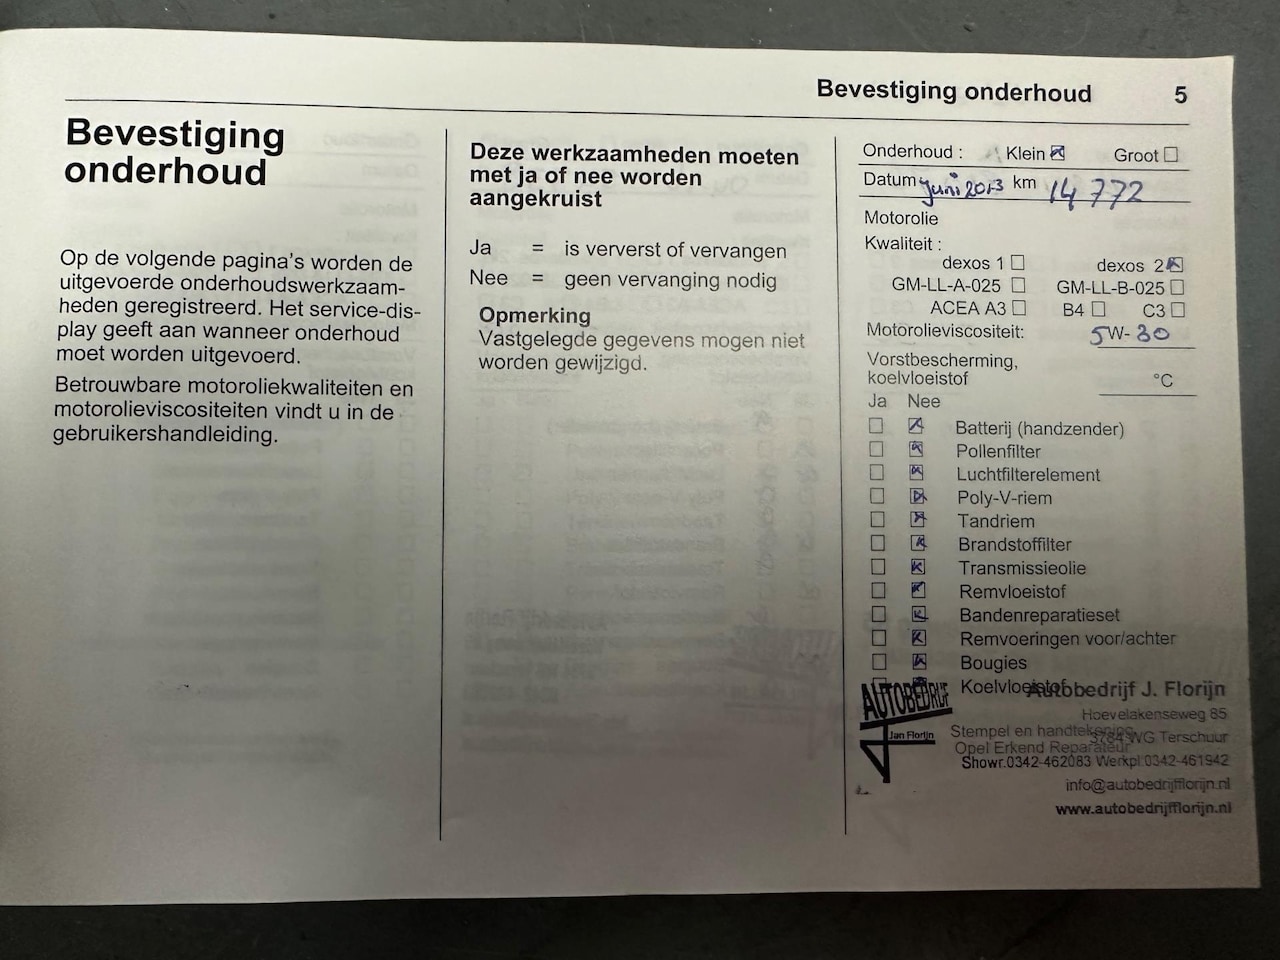 Bevestiging onderhoud 5
Bevestiging
onderhoud
Op de volgende pagina's worden de
uitgevoerde onderhoudswerkzaam-
heden geregistreerd. Het service-dis-
play geeft aan wanneer onderhoud
moet worden uitgevoerd.
Betrouwbare motoroliekwaliteiten en
motorolieviscositeiten vindt u in de
gebruikershandleiding.
Deze werkzaamheden moeten
met ja of nee worden
aangekruist
Ja = is ververst of vervangen
Nee = geen vervanging nodig
Opmerking
Vastgelegde gegevens mogen niet
worden gewijzigd.
Onderhoud : Klein ☒ Groot ☐
Datum juni 2013 km 14 772
Motorolie
Kwaliteit :
dexos 1 ☐ dexos 2 ☒
GM-LL-A-025 ☐ GM-LL-B-025 ☐
ACEA A3 ☐ B4 ☐ C3 ☐
Motorolieviscositeit: 5W-30
Vorstbescherming,
koelvloeistof °C
Ja Nee
☐ ☒ Batterij (handzender)
☐ ☒ Pollenfilter
☐ ☒ Luchtfilterelement
☐ ☒ Poly-V-riem
☐ ☒ Tandriem
☐ ☒ Brandstoffilter
☐ ☒ Transmissieolie
☐ ☒ Remvloeistof
☐ ☒ Bandenreparatieset
☐ ☒ Remvoeringen voor/achter
☐ ☒ Bougies
☐ ☒ Koelvloeistof
Stempel en handtekening
Opel Erkend Reparateur
AUTOBEDRIJF
Jan Florijn
Autobedrijf J. Florijn
Hoevelakenseweg 85
3784 WG Terschuur
Showr.0342-462083 Werkpl.0342-461942
info@autobedrijfflorijn.nl
www.autobedrijfflorijn.nl